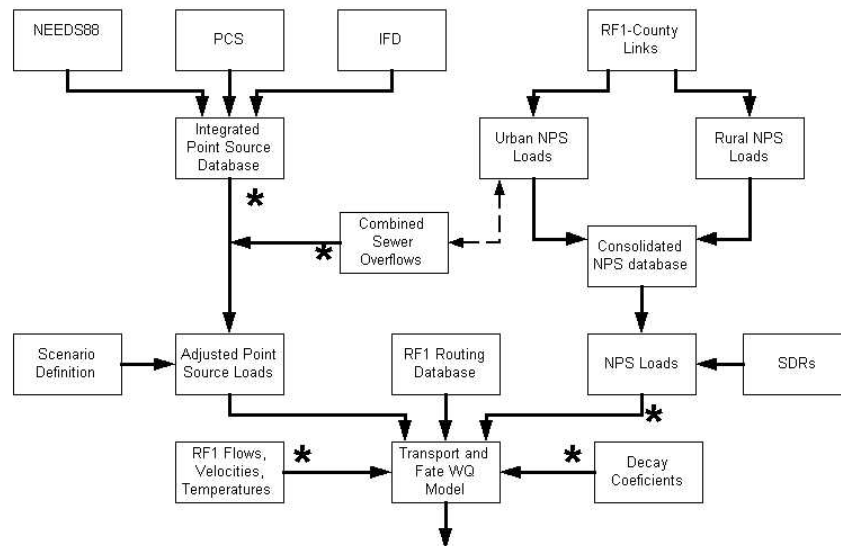 NEEDS88
PCS
IFD
RF1-County
Links
Integrated
Point Source
Database
Urban NPS
Loads
Rural NPS
Loads
*
Combined
Sewer
Overflows
*
Consolidated
NPS database
Scenario
Definition
Adjusted Point
Source Loads
RF1 Routing
Database
NPS Loads
SDRs
*
RF1 Flows,
Velocities,
Temperatures
*
Transport and
Fate WQ
Model
*
Decay
Coeficients